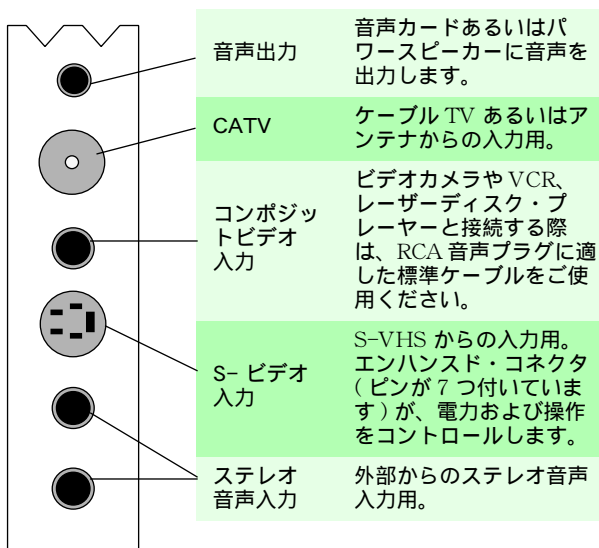 音声出力
音声カードあるいはパ
ワースピーカーに音声を
出力します。
CATV
ケーブル TV あるいはア
ンテナからの入力用。
コンポジッ
トビデオ
入力
ビデオカメラや VCR、
レーザーディスク・プ
レーヤーと接続する際
は、RCA 音声プラグに適
した標準ケーブルをご使
用ください。
S- ビデオ
入力
S-VHS からの入力用。
エンハンスド・コネクタ
( ピンが 7 つ付いていま
す ) が、電力および操作
をコントロールします。
ステレオ
音声入力
外部からのステレオ音声
入力用。